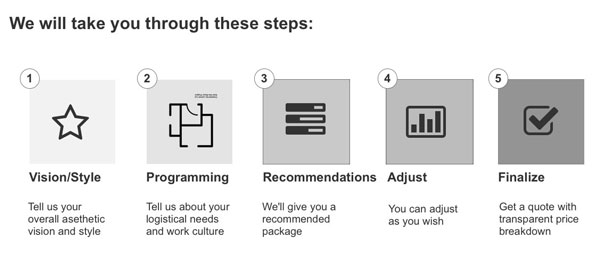 We will take you through these steps:
1
2
3
4
5
Vision/Style
Programming
Recommendations
Adjust
Finalize
Tell us your
overall asethetic
vision and style
Tell us about your
logistical needs
and work culture
We'll give you a
recommended
package
You can adjust
as you wish
Get a quote with
transparent price
breakdown